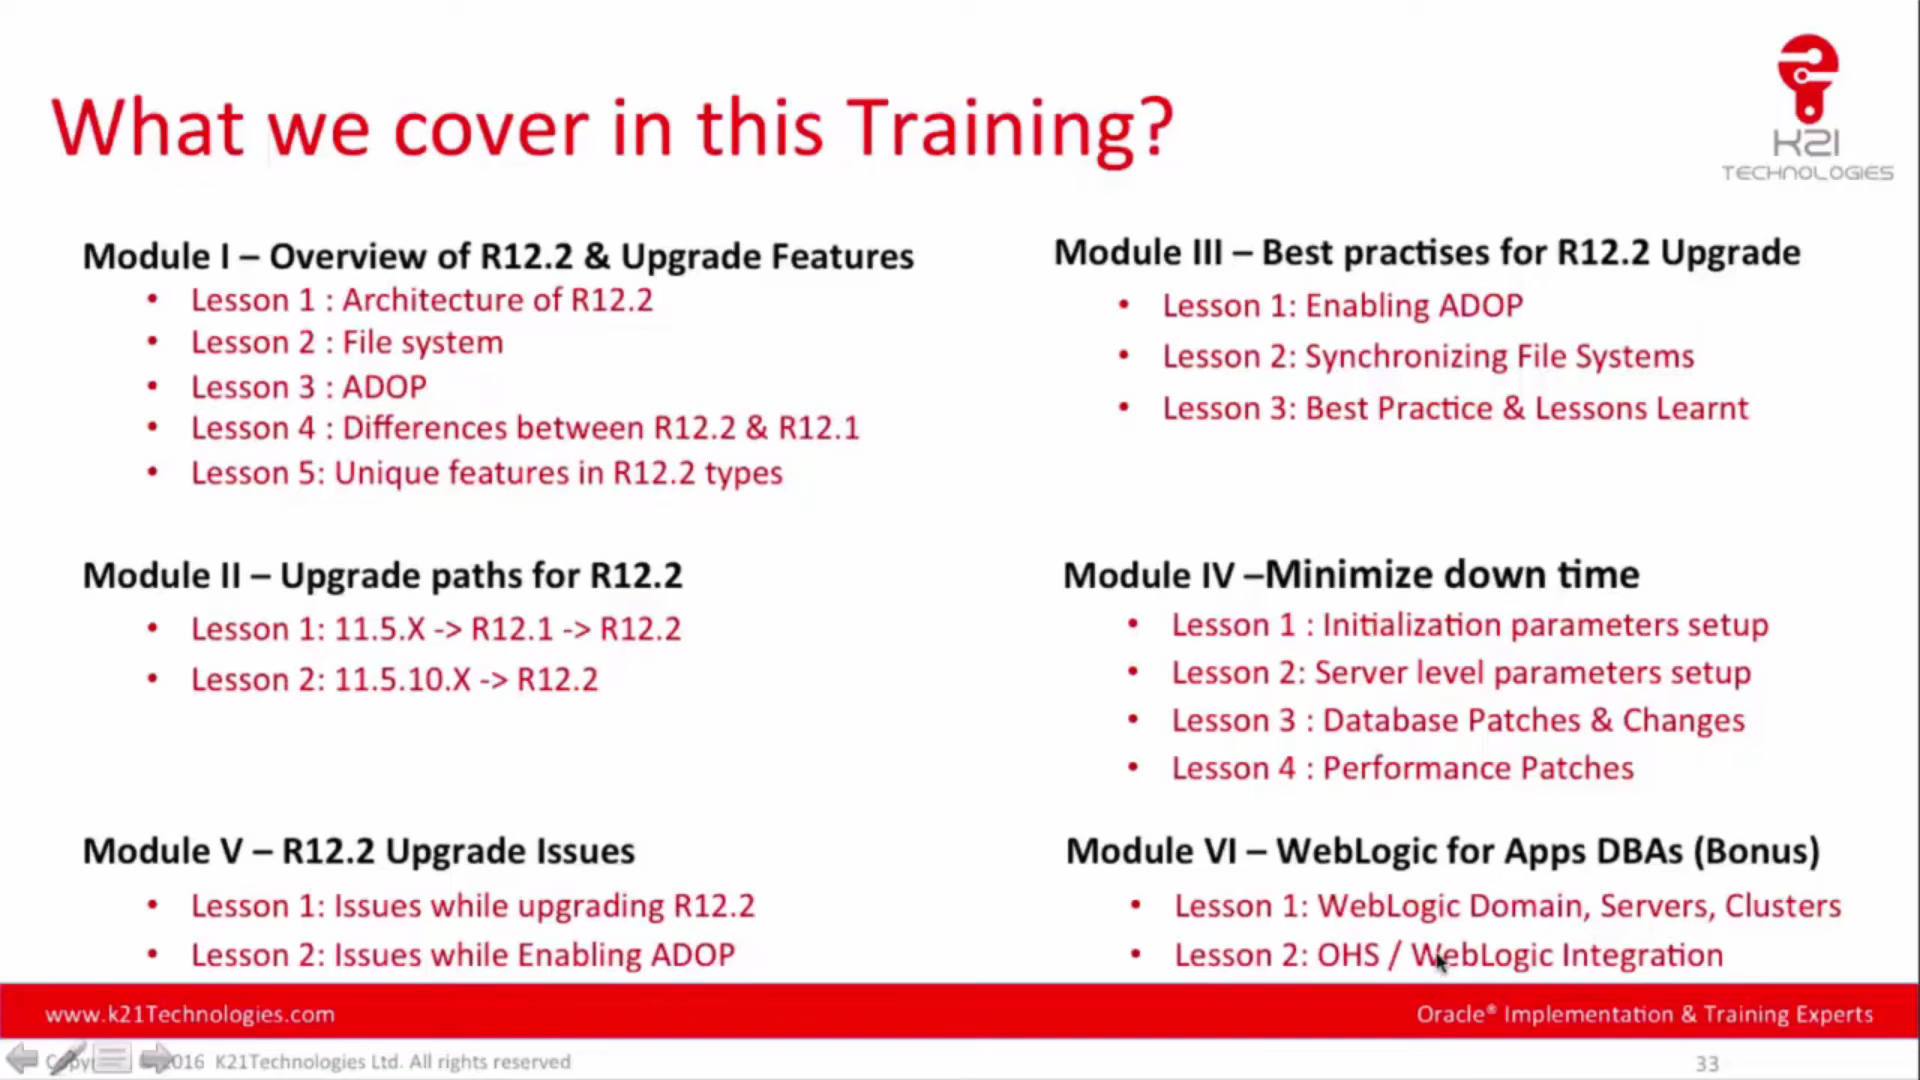 What we cover in this Training?
K21
TECHNOLOGIES
Module I – Overview of R12.2 & Upgrade Features
• Lesson 1 : Architecture of R12.2
• Lesson 2 : File system
• Lesson 3 : ADOP
• Lesson 4 : Differences between R12.2 & R12.1
• Lesson 5: Unique features in R12.2 types
Module II – Upgrade paths for R12.2
• Lesson 1: 11.5.X -> R12.1 -> R12.2
• Lesson 2: 11.5.10.X -> R12.2
Module V – R12.2 Upgrade Issues
• Lesson 1: Issues while upgrading R12.2
• Lesson 2: Issues while Enabling ADOP
Module III – Best practises for R12.2 Upgrade
• Lesson 1: Enabling ADOP
• Lesson 2: Synchronizing File Systems
• Lesson 3: Best Practice & Lessons Learnt
Module IV –Minimize down time
• Lesson 1 : Initialization parameters setup
• Lesson 2: Server level parameters setup
• Lesson 3 : Database Patches & Changes
• Lesson 4 : Performance Patches
Module VI – WebLogic for Apps DBAs (Bonus)
• Lesson 1: WebLogic Domain, Servers, Clusters
• Lesson 2: OHS / WebLogic Integration
www.k21Technologies.com
Oracle® Implementation & Training Experts
2016 K21Technologies Ltd. All rights reserved
33